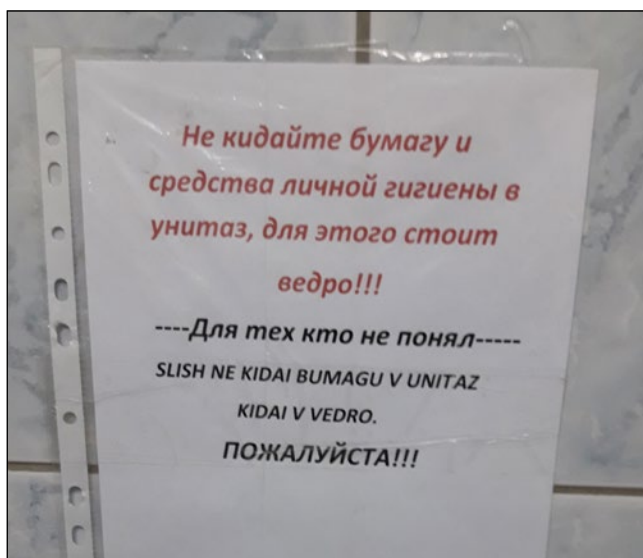 Не кидайте бумагу и
средства личной гигиены в
унитаз, для этого стоит
ведро!!!
----Для тех кто не понял-----
SLISH NE KIDAI BUMAGU V UNITAZ
KIDAI V VEDRO.
ПОЖАЛУЙСТА!!!